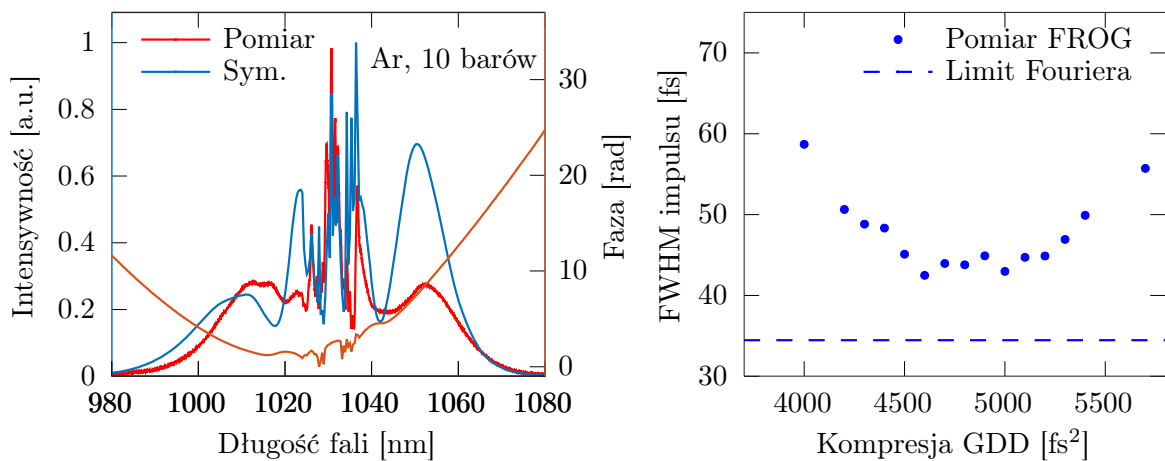 Pomiar
Sym.
Ar, 10 barów
Intensywność [a.u.]
1
0.8
0.6
0.4
0.2
0
980
1000
1020
1040
1060
1080
Długość fali [nm]
30
20
10
0
Faza [rad]
Pomiar FROG
Limit Fouriera
FWHM impulsu [fs]
70
60
50
40
30
4000
4500
5000
5500
Kompresja GDD [fs²]